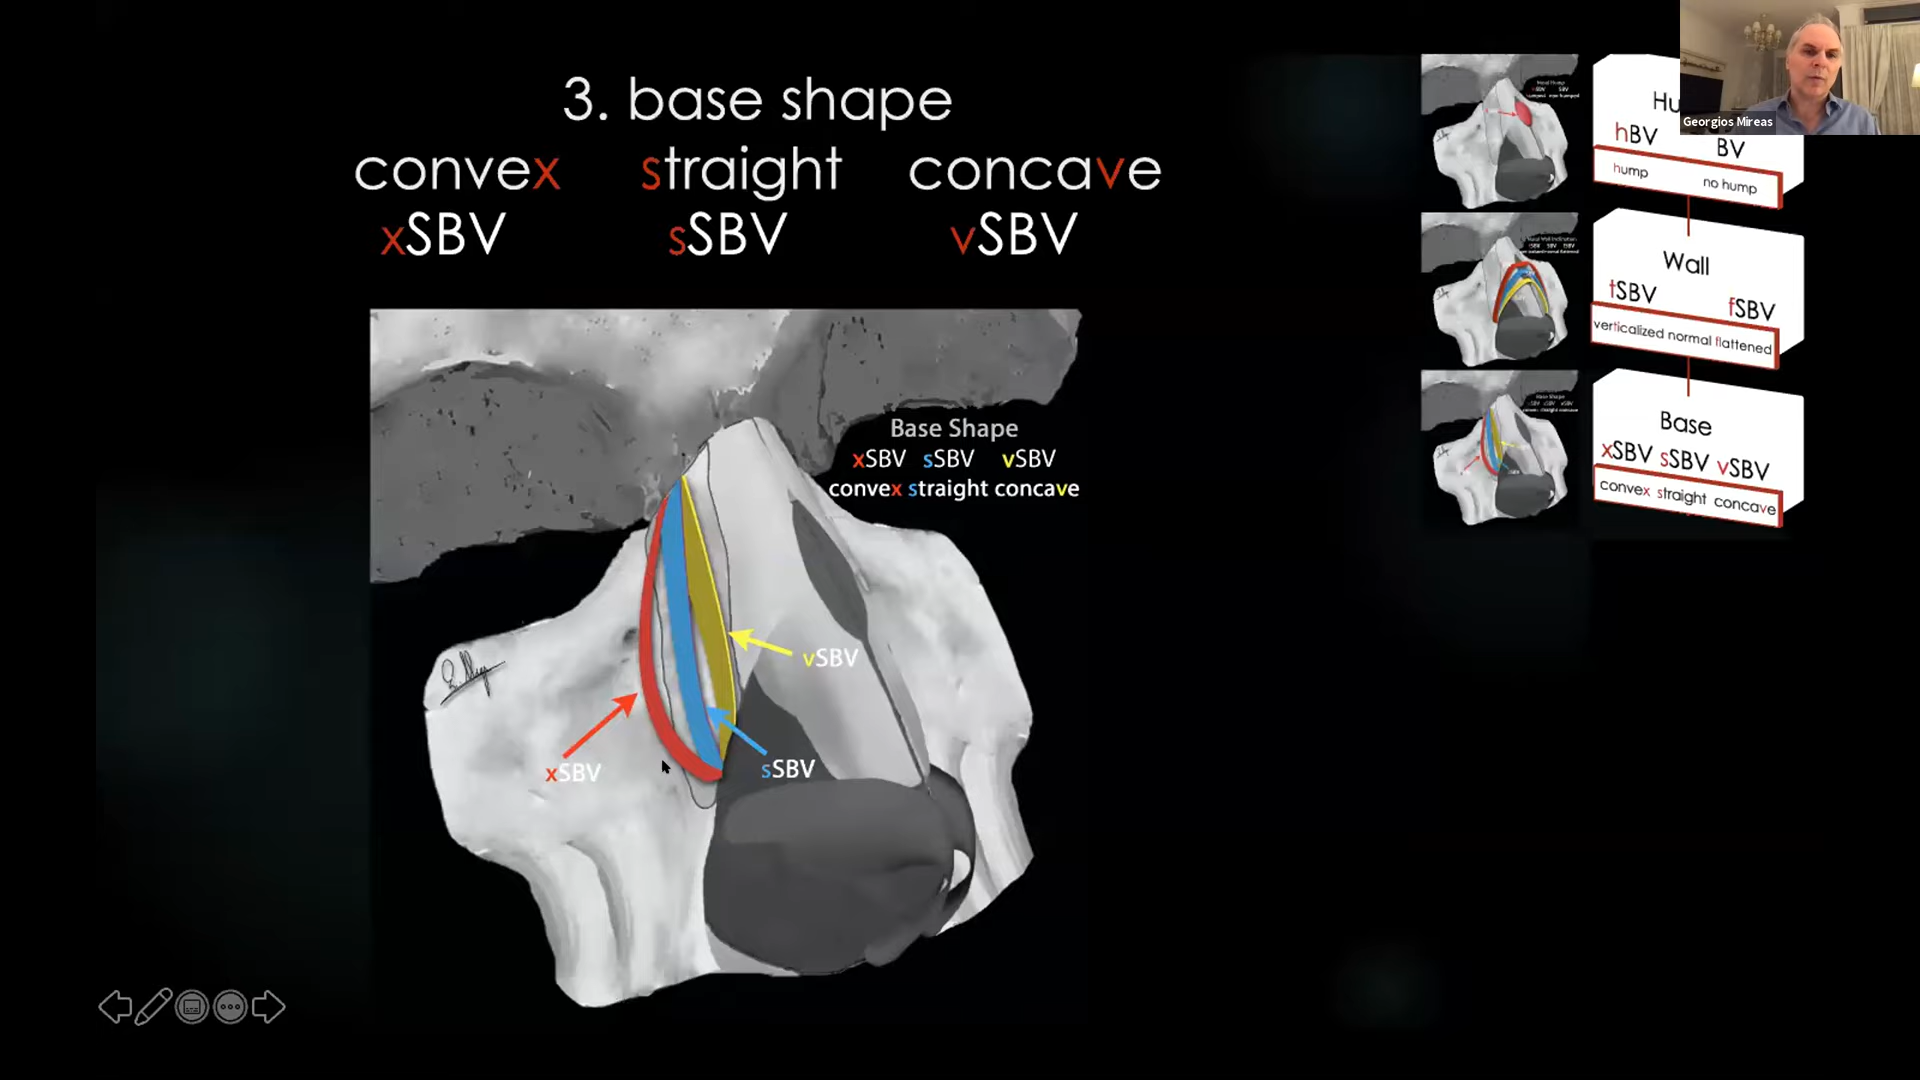 3. base shape
convex straight concave
xSBV sSBV vSBV
Base Shape
xSBV sSBV vSBV
convex straight concave
vSBV
xSBV
sSBV
Hu
hBV BV
hump no hump
Wall
tSBV fSBV
verticalized normal flattened
Base
xSBV sSBV vSBV
convex straight concave
Georgios Mireas